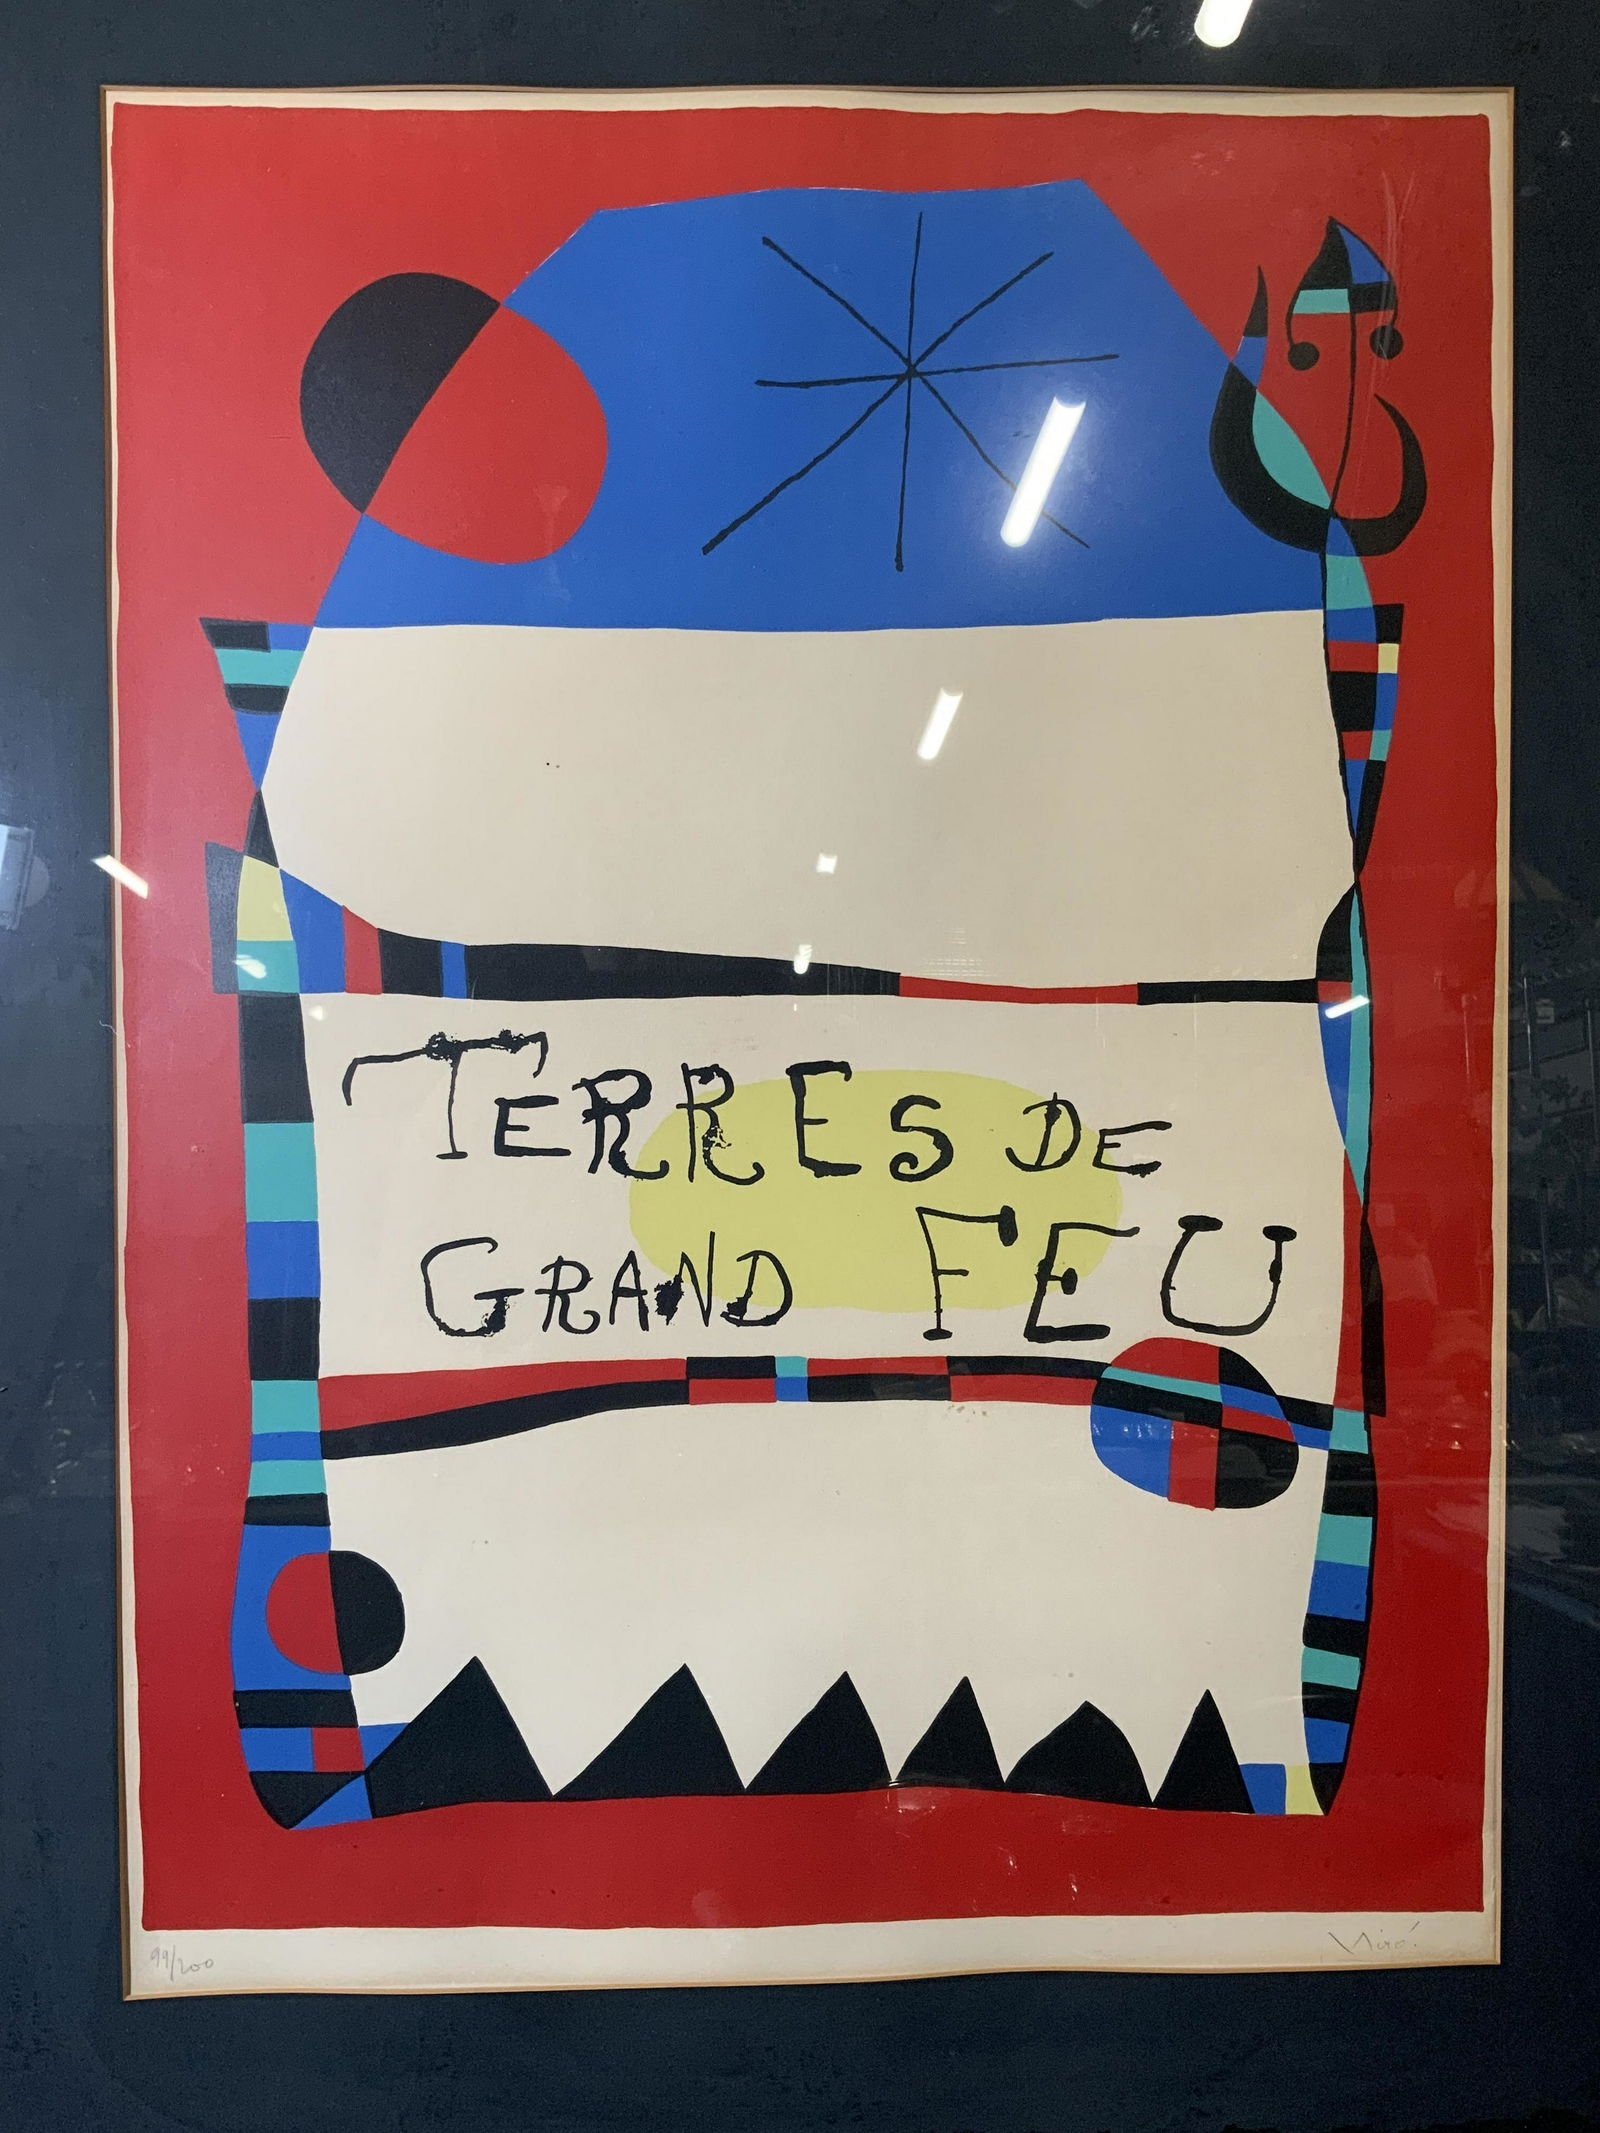 TERRES DE
GRAND FEU
99/200
Miró.